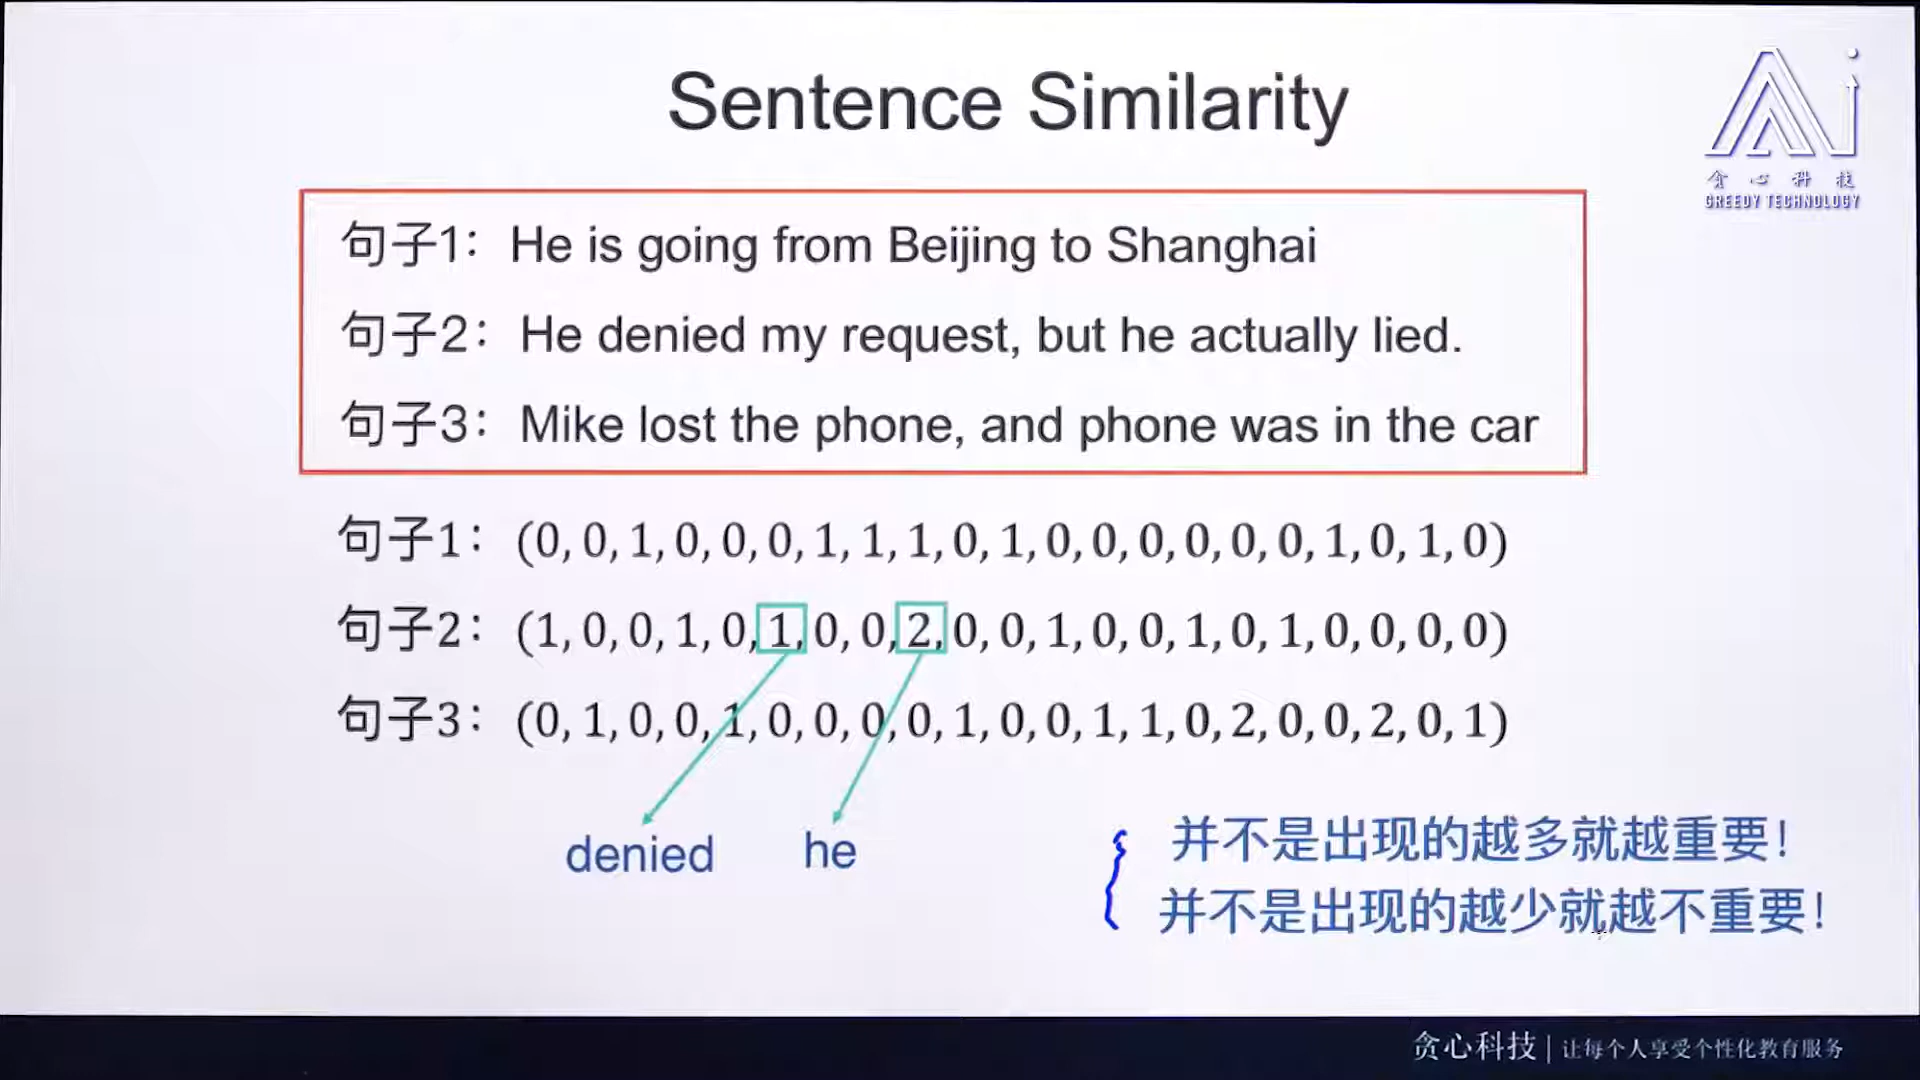 Sentence Similarity
贪心科技
GREEDY TECHNOLOGY
句子1：He is going from Beijing to Shanghai
句子2：He denied my request, but he actually lied.
句子3：Mike lost the phone, and phone was in the car
句子1：(0, 0, 1, 0, 0, 0, 1, 1, 1, 0, 1, 0, 0, 0, 0, 0, 0, 1, 0, 1, 0)
句子2：(1, 0, 0, 1, 0, 1, 0, 0, 2, 0, 0, 1, 0, 0, 1, 0, 1, 0, 0, 0, 0)
句子3：(0, 1, 0, 0, 1, 0, 0, 0, 0, 1, 0, 0, 1, 1, 0, 2, 0, 0, 2, 0, 1)
denied he
并不是出现的越多就越重要！
并不是出现的越少就越不重要！
贪心科技 | 让每个人享受个性化教育服务